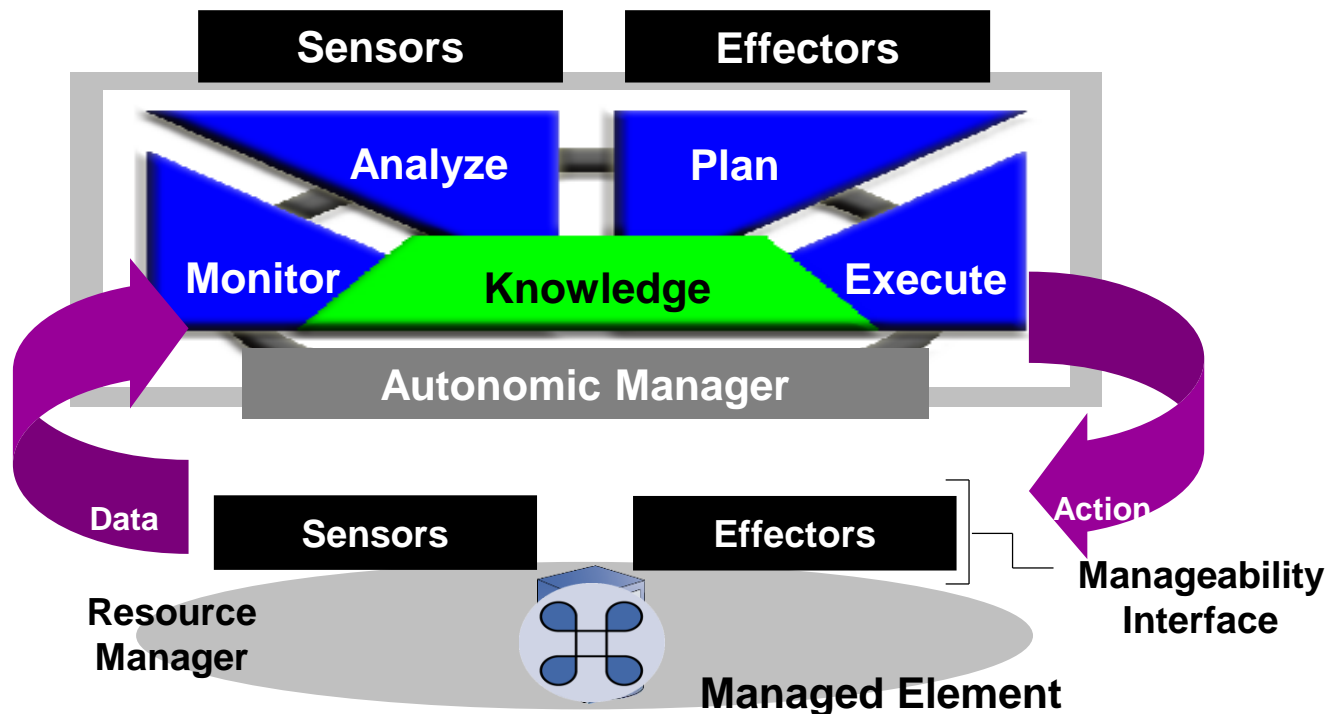 Sensors
Effectors
Analyze
Plan
Monitor
Knowledge
Execute
Autonomic Manager
Data
Sensors
Effectors
Action
Manageability
Interface
Resource
Manager
Managed Element